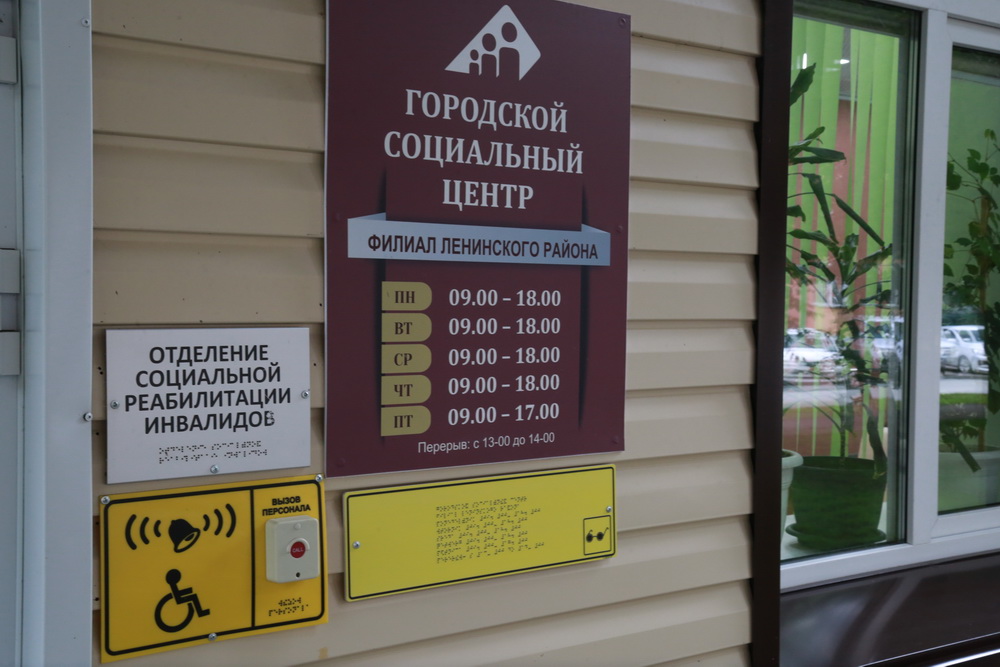 ГОРОДСКОЙ
СОЦИАЛЬНЫЙ
ЦЕНТР
ФИЛИАЛ ЛЕНИНСКОГО РАЙОНА
ПН 09.00 – 18.00
ВТ 09.00 – 18.00
СР 09.00 – 18.00
ЧТ 09.00 – 18.00
ПТ 09.00 – 17.00
Перерыв: с 13-00 до 14-00
ОТДЕЛЕНИЕ
СОЦИАЛЬНОЙ
РЕАБИЛИТАЦИИ
ИНВАЛИДОВ
ВЫЗОВ
ПЕРСОНАЛА
CALL